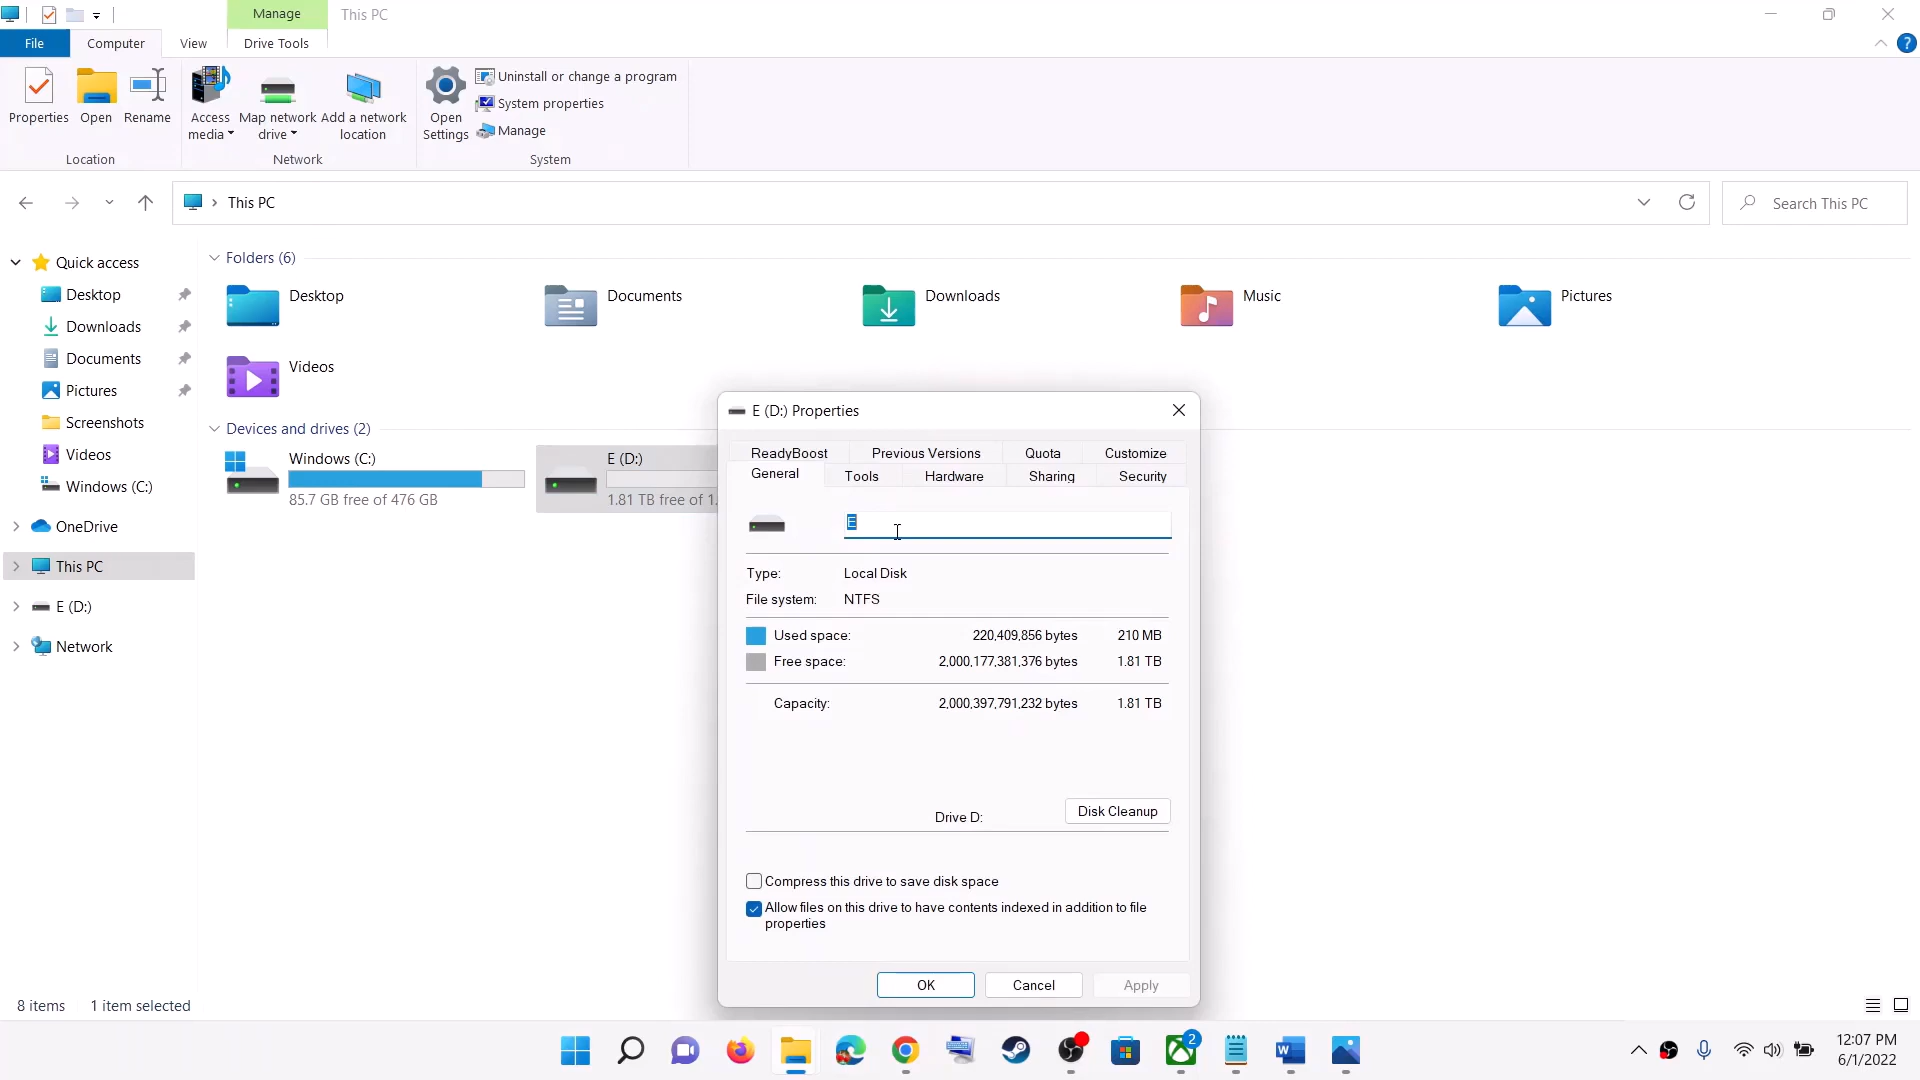 Manage
This PC
File
Computer
View
Drive Tools
Properties
Open
Rename
Access media
Map network drive
Add a network location
Open Settings
Uninstall or change a program
System properties
Manage
Location
Network
System
This PC
Search This PC
Quick access
Desktop
Downloads
Documents
Pictures
Screenshots
Videos
Windows (C:)
OneDrive
This PC
E (D:)
Network
Folders (6)
Desktop
Documents
Downloads
Music
Pictures
Videos
Devices and drives (2)
Windows (C:)
85.7 GB free of 476 GB
E (D:)
1.81 TB free of 1.
E (D:) Properties
ReadyBoost
Previous Versions
Quota
Customize
General
Tools
Hardware
Sharing
Security
E
Type: Local Disk
File system: NTFS
Used space: 220,409,856 bytes 210 MB
Free space: 2,000,177,381,376 bytes 1.81 TB
Capacity: 2,000,397,791,232 bytes 1.81 TB
Drive D:
Disk Cleanup
Compress this drive to save disk space
Allow files on this drive to have contents indexed in addition to file
properties
OK
Cancel
Apply
8 items
1 item selected
2
12:07 PM
6/1/2022